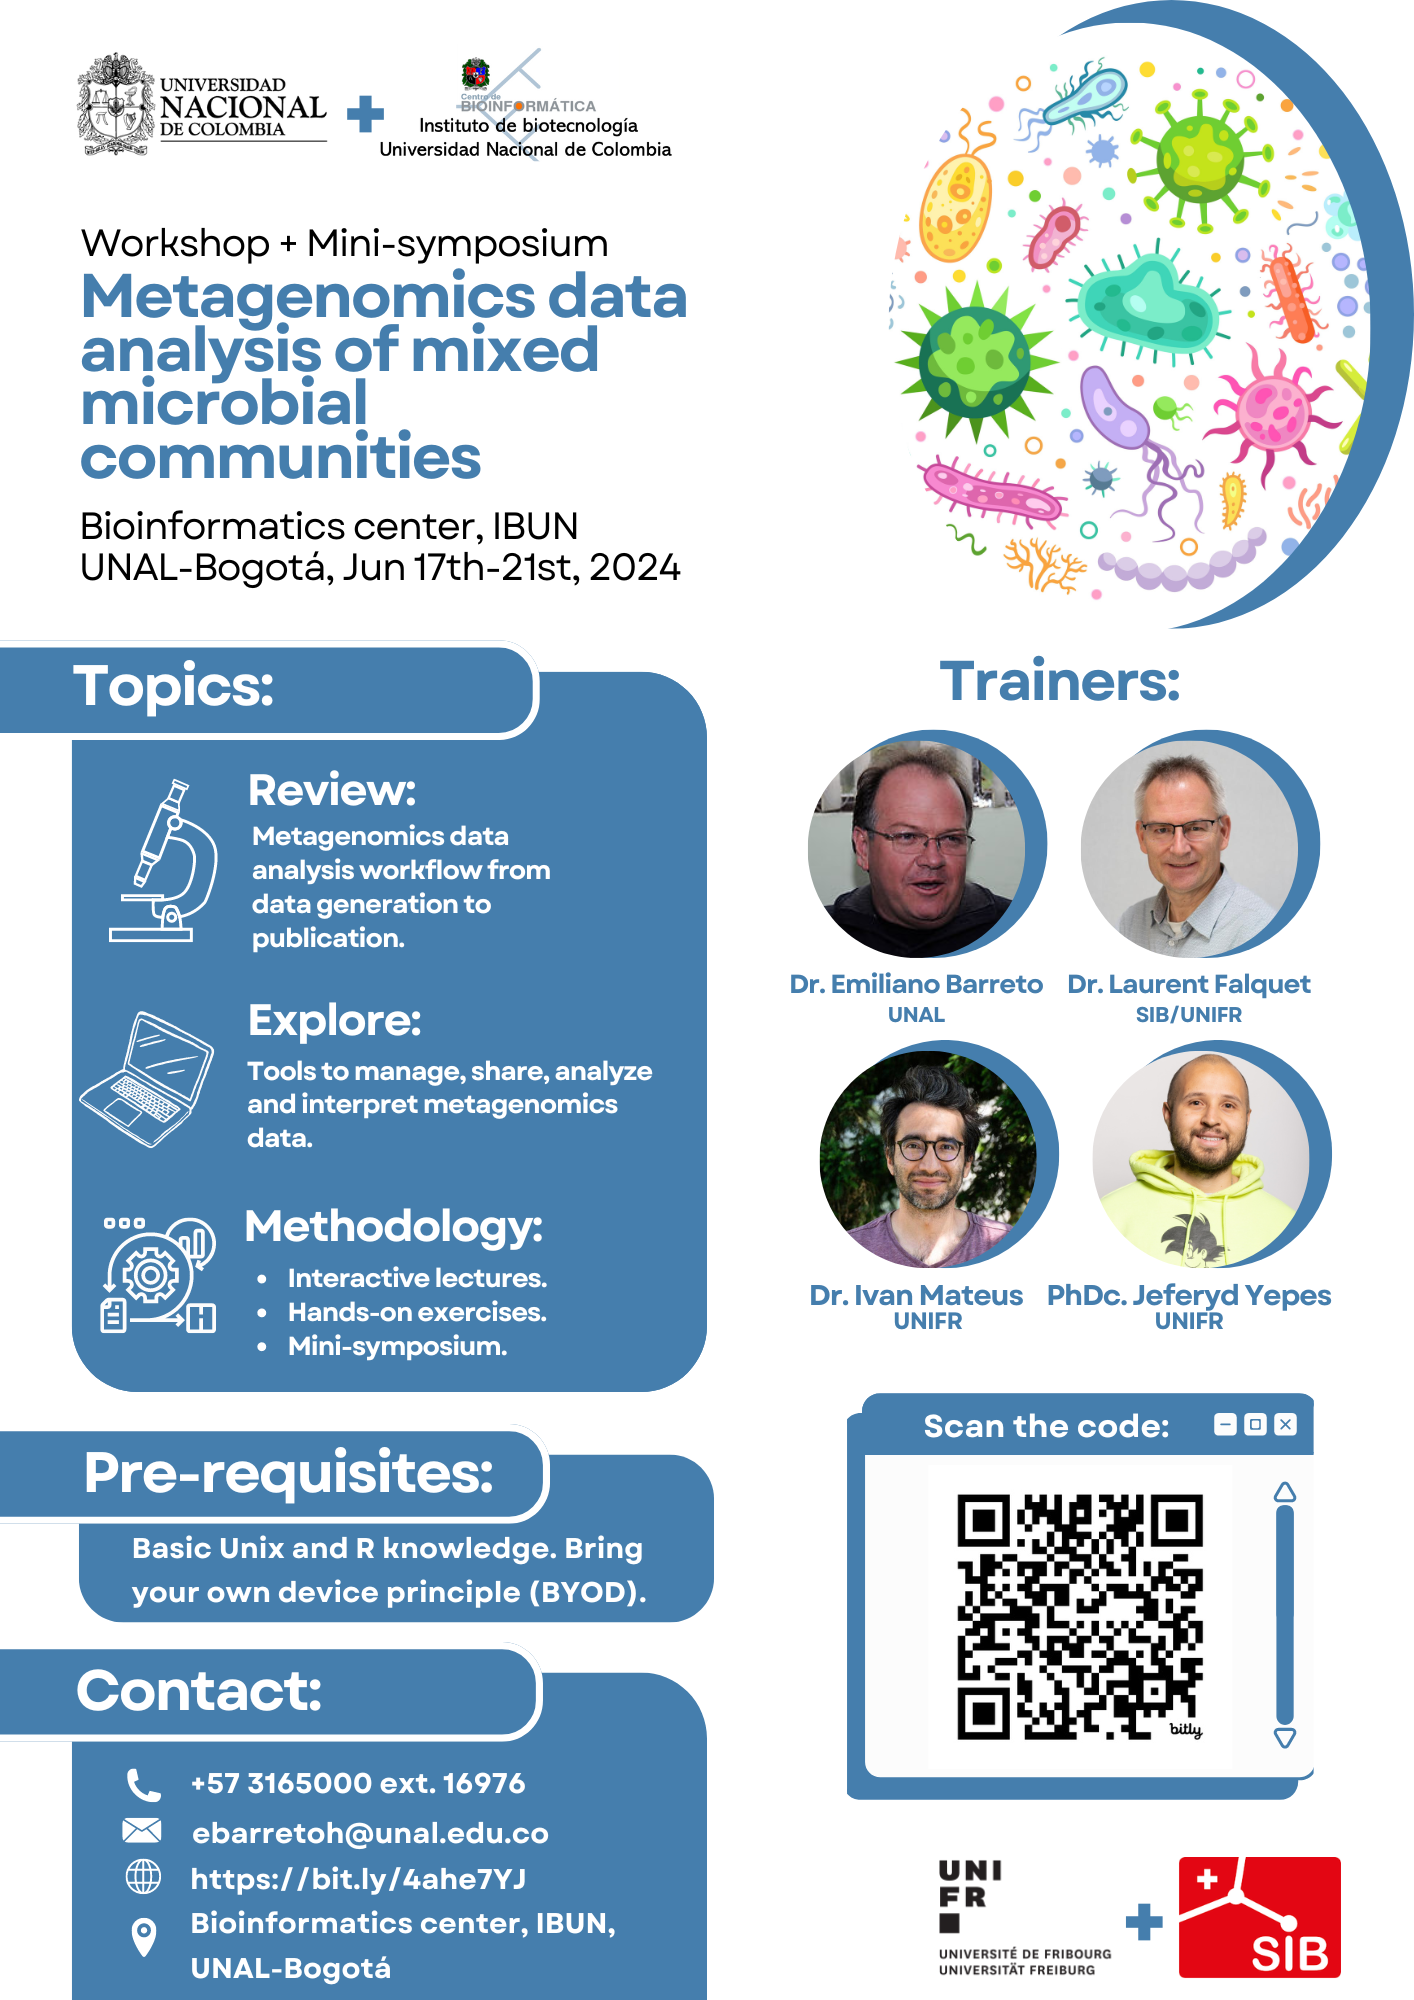 UNIVERSIDAD
NACIONAL
DE COLOMBIA
Centro de
BIOINFORMÁTICA
Instituto de biotecnología
Universidad Nacional de Colombia
Workshop + Mini-symposium
Metagenomics data
analysis of mixed
microbial
communities
Bioinformatics center, IBUN
UNAL-Bogotá, Jun 17th-21st, 2024
Topics:
Review:
Metagenomics data
analysis workflow from
data generation to
publication.
Explore:
Tools to manage, share, analyze
and interpret metagenomics
data.
Methodology:
• Interactive lectures.
• Hands-on exercises.
• Mini-symposium.
Pre-requisites:
Basic Unix and R knowledge. Bring
your own device principle (BYOD).
Contact:
+57 3165000 ext. 16976
ebarretoh@unal.edu.co
https://bit.ly/4ahe7YJ
Bioinformatics center, IBUN,
UNAL-Bogotá
Trainers:
Dr. Emiliano Barreto
UNAL
Dr. Laurent Falquet
SIB/UNIFR
Dr. Ivan Mateus
UNIFR
PhDc. Jeferyd Yepes
UNIFR
Scan the code:
bitly
UNI
FR
UNIVERSITÉ DE FRIBOURG
UNIVERSITÄT FREIBURG
SIB